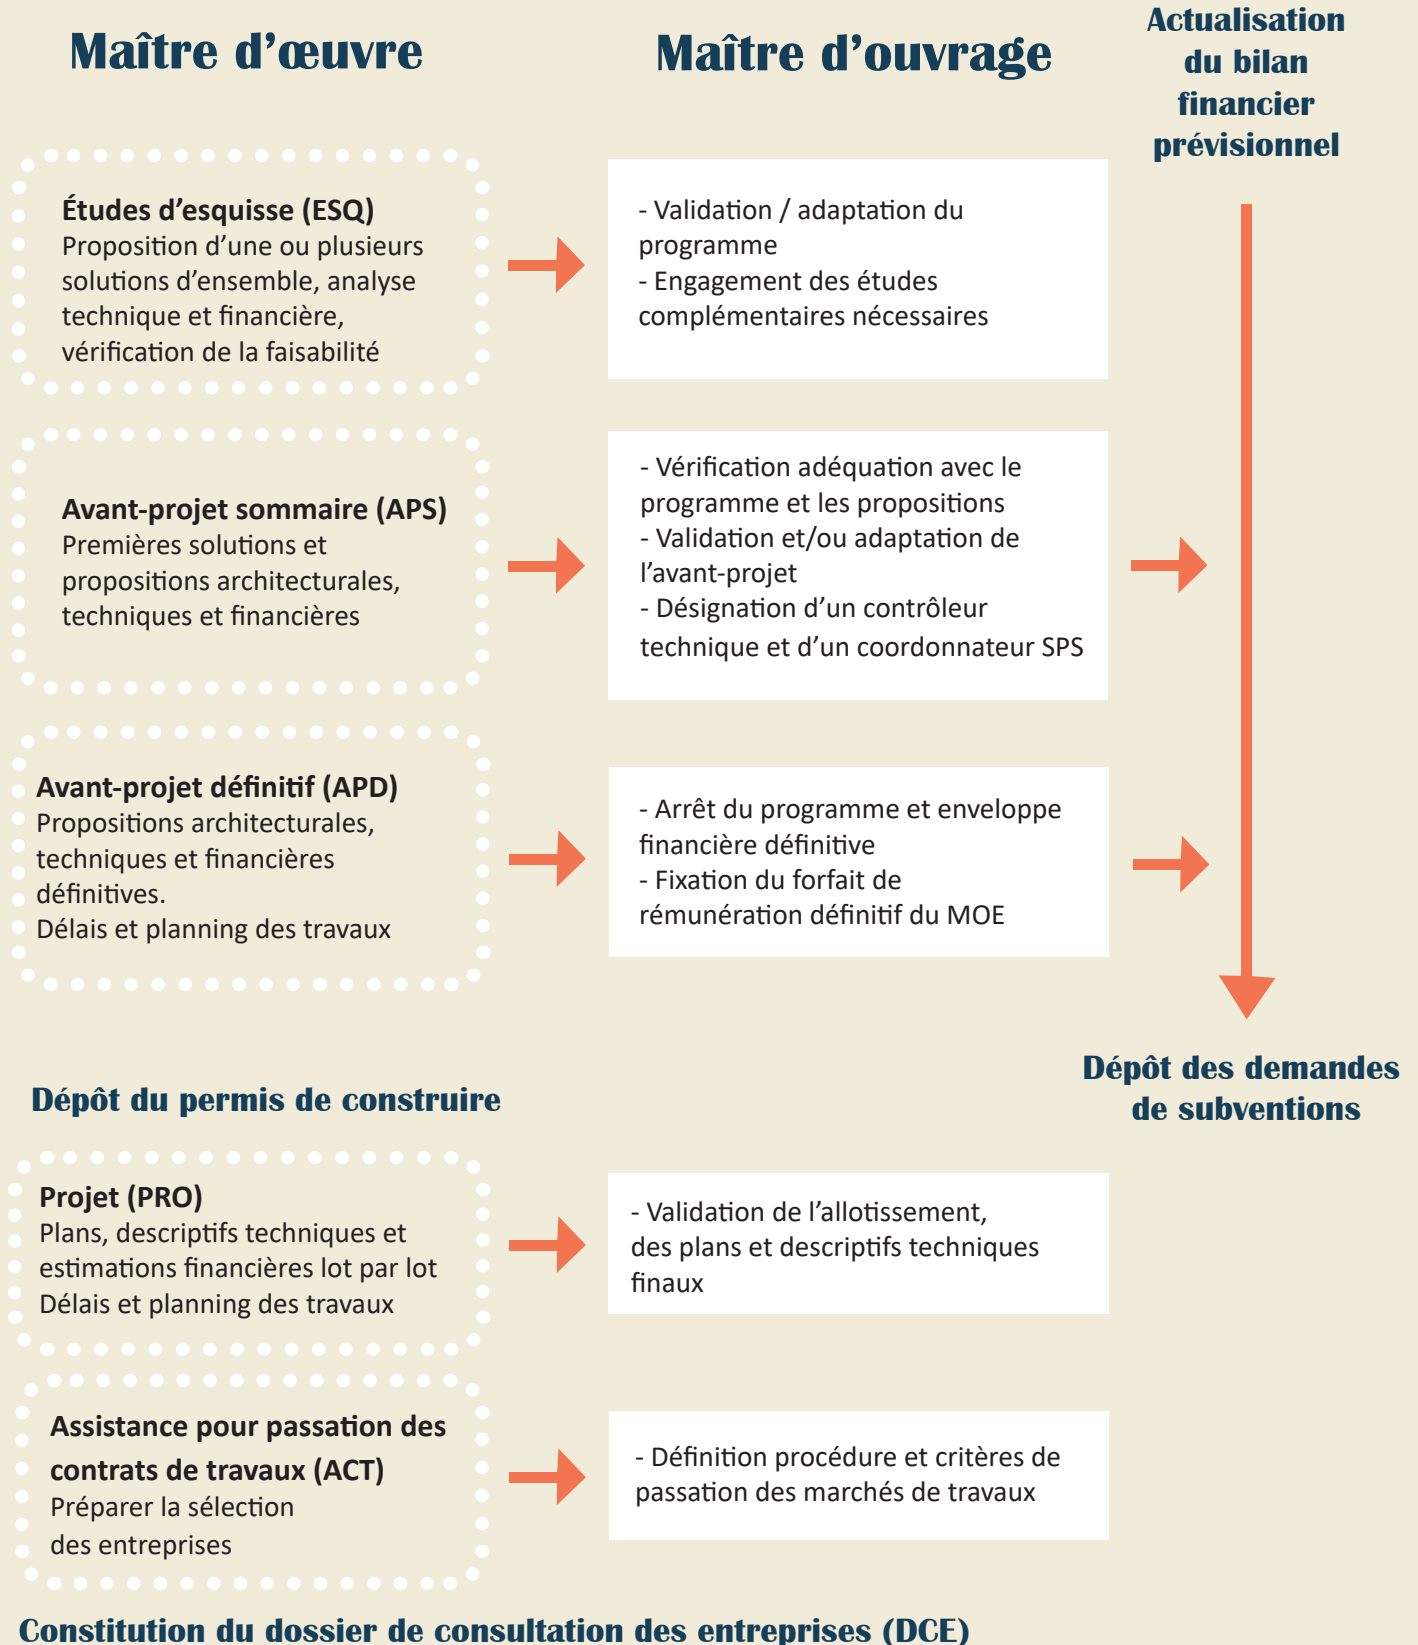 Maître d’œuvre
Maître d’ouvrage
Actualisation
du bilan
financier
prévisionnel
Études d’esquisse (ESQ)
Proposition d’une ou plusieurs
solutions d’ensemble, analyse
technique et financière,
vérification de la faisabilité
- Validation / adaptation du
programme
- Engagement des études
complémentaires nécessaires
Avant-projet sommaire (APS)
Premières solutions et
propositions architecturales,
techniques et financières
- Vérification adéquation avec le
programme et les propositions
- Validation et/ou adaptation de
l’avant-projet
- Désignation d’un contrôleur
technique et d’un coordonnateur SPS
Avant-projet définitif (APD)
Propositions architecturales,
techniques et financières
définitives.
Délais et planning des travaux
- Arrêt du programme et enveloppe
financière définitive
- Fixation du forfait de
rémunération définitif du MOE
Dépôt des demandes
de subventions
Dépôt du permis de construire
Projet (PRO)
Plans, descriptifs techniques et
estimations financières lot par lot
Délais et planning des travaux
- Validation de l’allotissement,
des plans et descriptifs techniques
finaux
Assistance pour passation des
contrats de travaux (ACT)
Préparer la sélection
des entreprises
- Définition procédure et critères de
passation des marchés de travaux
Constitution du dossier de consultation des entreprises (DCE)